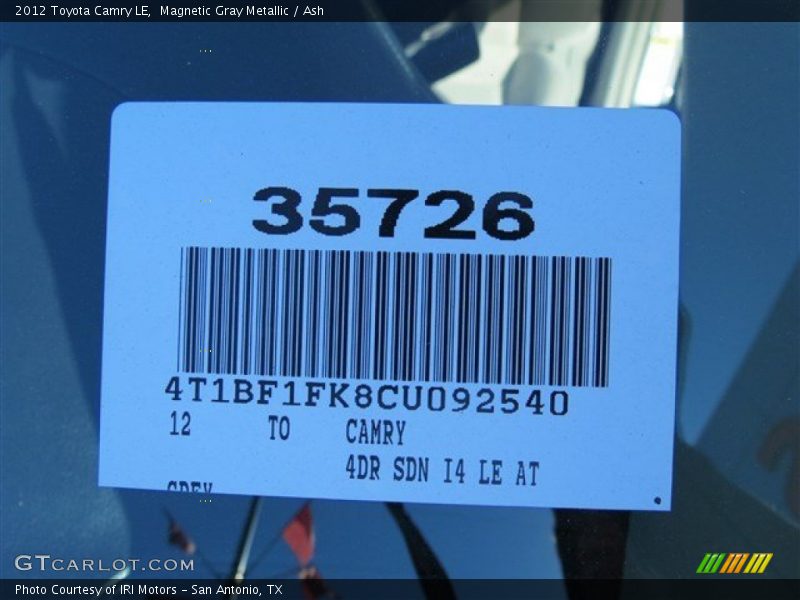 2012 Toyota Camry LE,  Magnetic Gray Metallic / Ash
35726
4T1BF1FK8CU092540
12 TO CAMRY
4DR SDN I4 LE AT
GTCARLOT.COM
Photo Courtesy of IRI Motors – San Antonio, TX